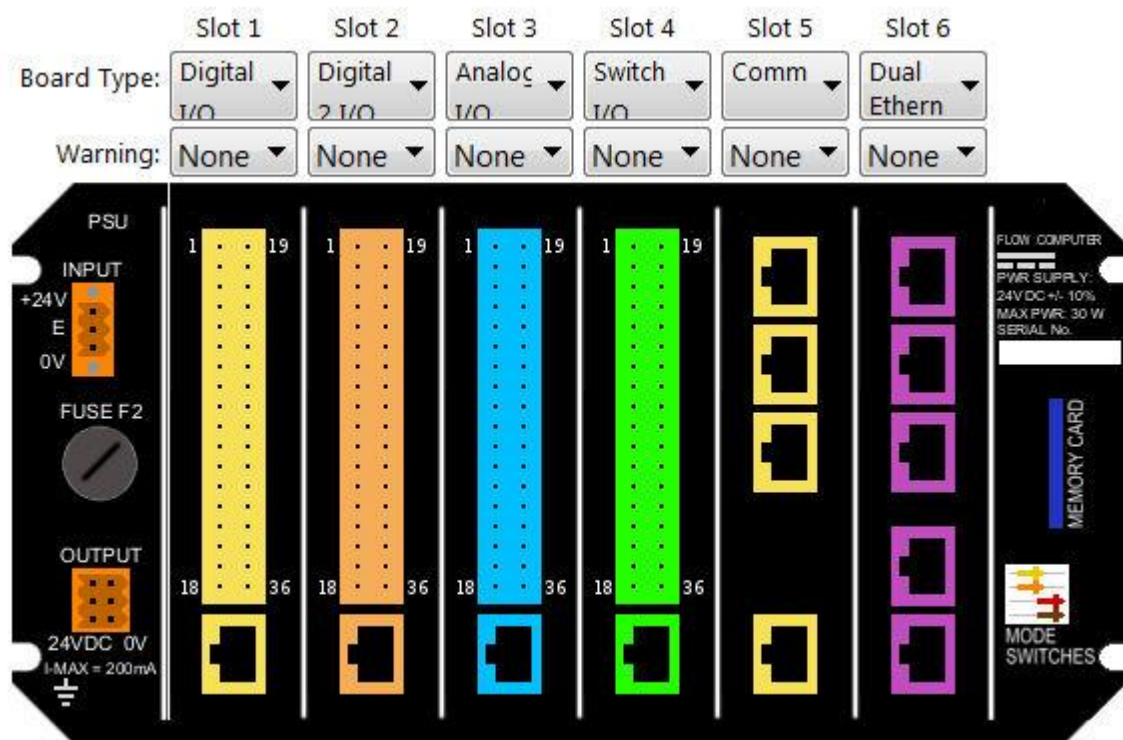 Slot 1 Slot 2 Slot 3 Slot 4 Slot 5 Slot 6
Board Type: Digital I/O Digital 2 I/O Analog I/O Switch I/O Comm Dual Ethern
Warning: None None None None None None
PSU
INPUT
+24V
E
0V
FUSE F2
OUTPUT
24VDC 0V
I-MAX = 200mA
1 19 1 19 1 19 1 19
18 36 18 36 18 36 18 36
FLOW COMPUTER
PWR SUPPLY:
24V DC +/- 10%
MAX PWR: 30 W
SERIAL No.
MEMORY CARD
MODE
SWITCHES